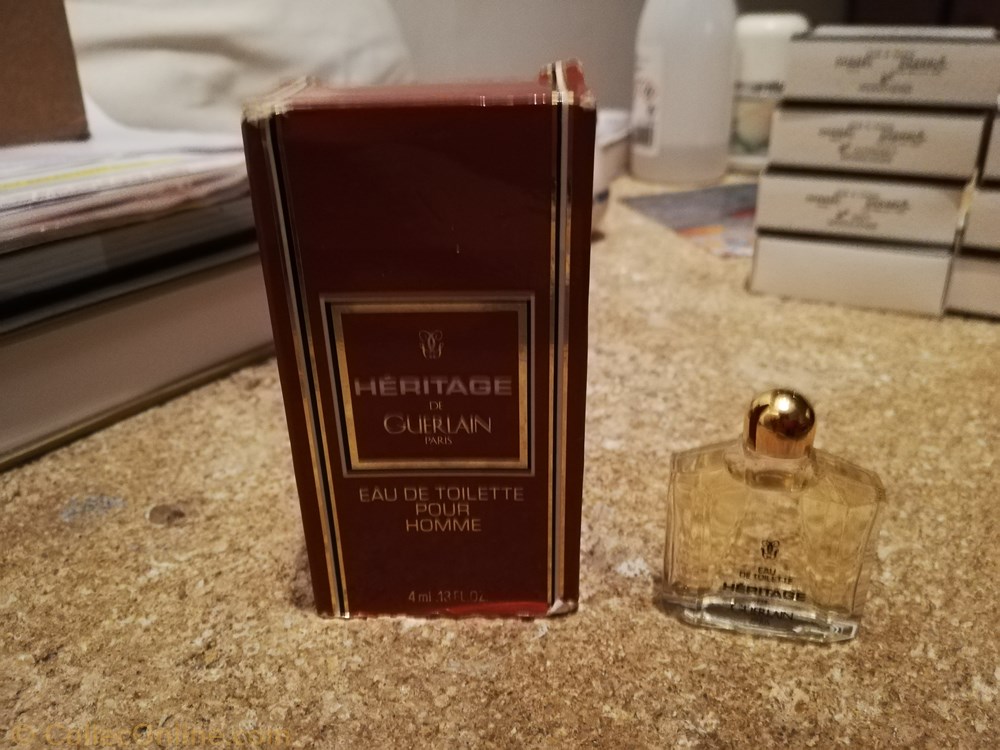 HÉRITAGE
DE
GUERLAIN
PARIS
EAU DE TOILETTE
POUR
HOMME
4 ml .13 FL.OZ.
EAU
DE TOILETTE
HÉRITAGE
DE
GUERLAIN